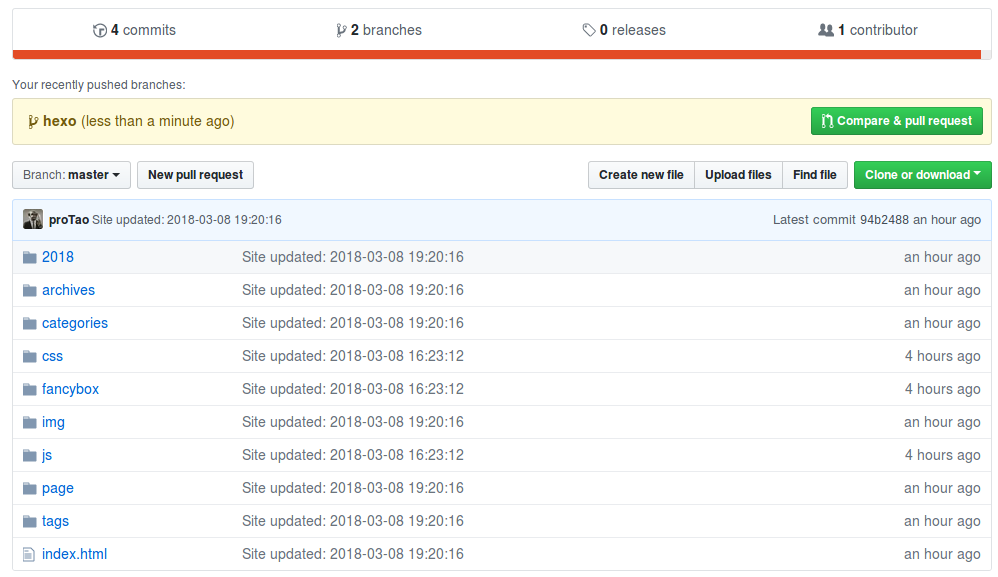 4 commits 2 branches 0 releases 1 contributor
Your recently pushed branches:
hexo (less than a minute ago) Compare & pull request
Branch: master New pull request Create new file Upload files Find file Clone or download
proTao Site updated: 2018-03-08 19:20:16 Latest commit 94b2488 an hour ago
2018 Site updated: 2018-03-08 19:20:16 an hour ago
archives Site updated: 2018-03-08 19:20:16 an hour ago
categories Site updated: 2018-03-08 19:20:16 an hour ago
css Site updated: 2018-03-08 16:23:12 4 hours ago
fancybox Site updated: 2018-03-08 16:23:12 4 hours ago
img Site updated: 2018-03-08 19:20:16 an hour ago
js Site updated: 2018-03-08 16:23:12 4 hours ago
page Site updated: 2018-03-08 19:20:16 an hour ago
tags Site updated: 2018-03-08 19:20:16 an hour ago
index.html Site updated: 2018-03-08 19:20:16 an hour ago